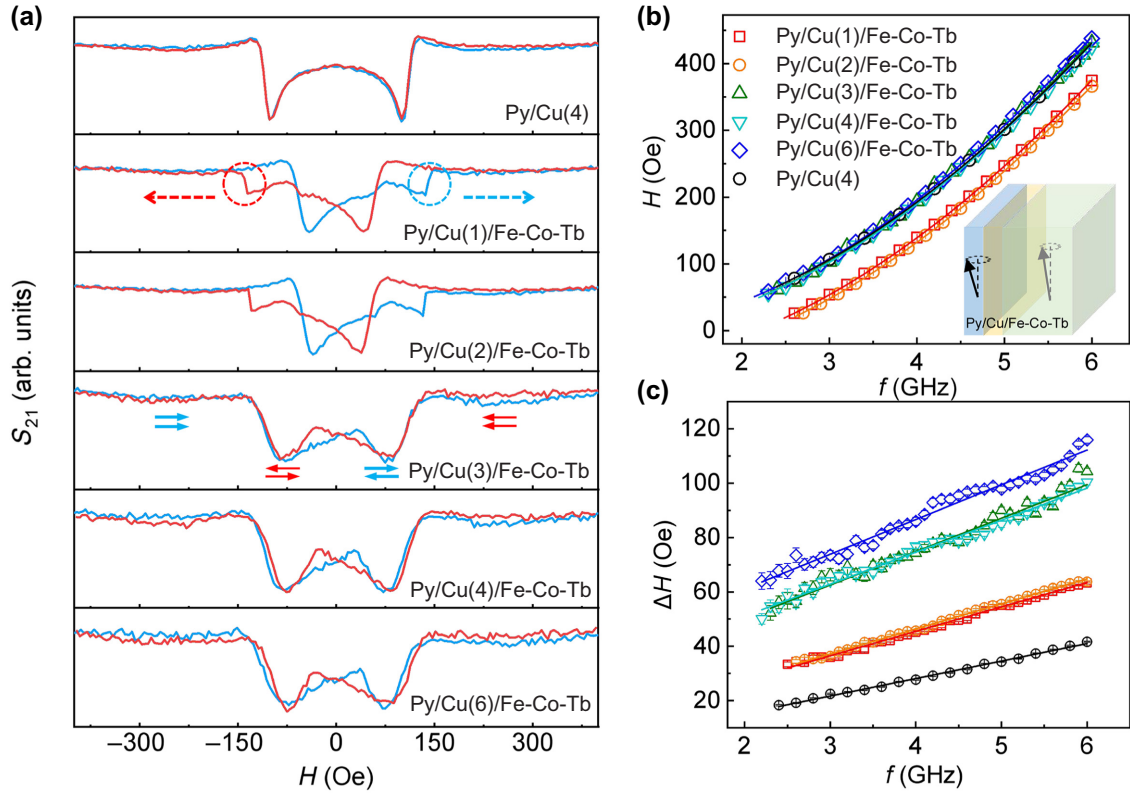 (a)
S21 (arb. units)
Py/Cu(4)
Py/Cu(1)/Fe-Co-Tb
Py/Cu(2)/Fe-Co-Tb
Py/Cu(3)/Fe-Co-Tb
Py/Cu(4)/Fe-Co-Tb
Py/Cu(6)/Fe-Co-Tb
−300 −150 0 150 300
H (Oe)
(b)
H (Oe)
400
300
200
100
0
Py/Cu(1)/Fe-Co-Tb
Py/Cu(2)/Fe-Co-Tb
Py/Cu(3)/Fe-Co-Tb
Py/Cu(4)/Fe-Co-Tb
Py/Cu(6)/Fe-Co-Tb
Py/Cu(4)
Py/Cu/Fe-Co-Tb
2 3 4 5 6
f (GHz)
(c)
ΔH (Oe)
120
100
80
60
40
20
2 3 4 5 6
f (GHz)